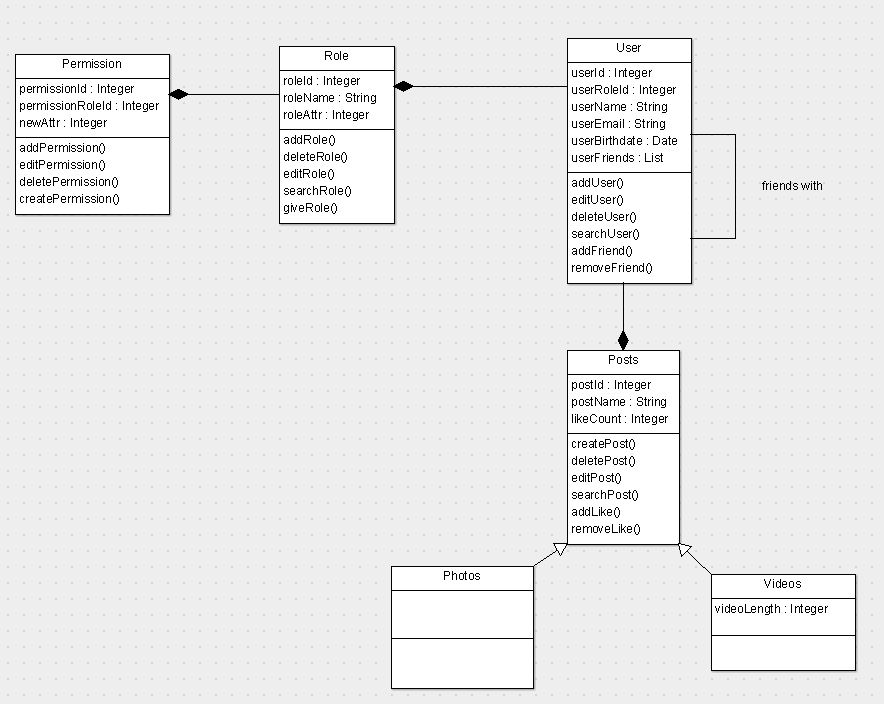 Permission
permissionId : Integer
permissionRoleId : Integer
newAttr : Integer
addPermission()
editPermission()
deletePermission()
createPermission()
Role
roleId : Integer
roleName : String
roleAttr : Integer
addRole()
deleteRole()
editRole()
searchRole()
giveRole()
User
userId : Integer
userRoleId : Integer
userName : String
userEmail : String
userBirthdate : Date
userFriends : List
addUser()
editUser()
deleteUser()
searchUser()
addFriend()
removeFriend()
friends with
Posts
postId : Integer
postName : String
likeCount : Integer
createPost()
deletePost()
editPost()
searchPost()
addLike()
removeLike()
Photos
Videos
videoLength : Integer